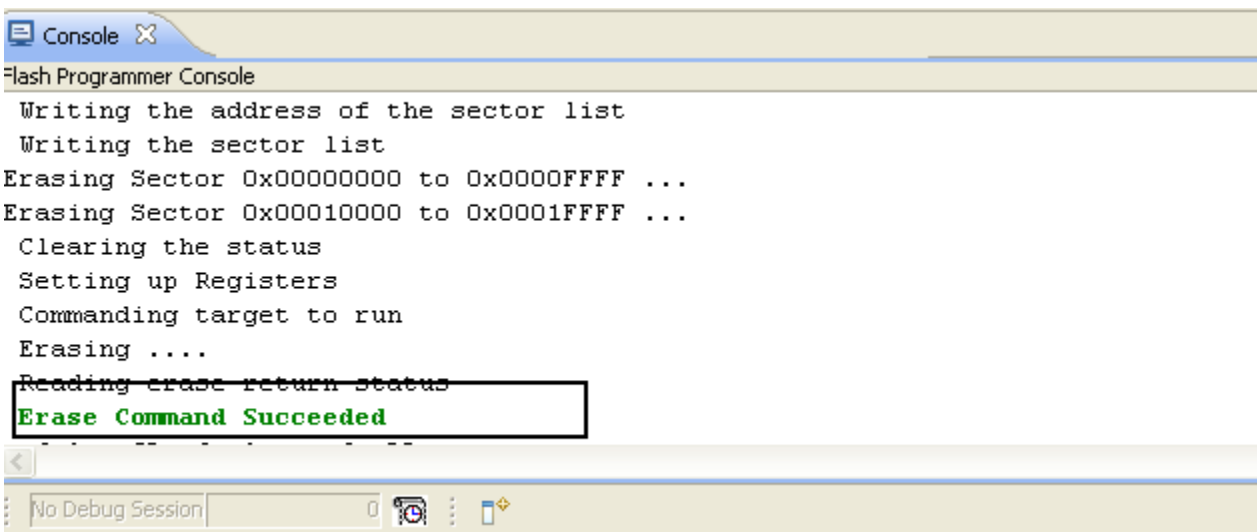 Console
Flash Programmer Console
Writing the address of the sector list
Writing the sector list
Erasing Sector 0x00000000 to 0x0000FFFF ...
Erasing Sector 0x00010000 to 0x0001FFFF ...
Clearing the status
Setting up Registers
Commanding target to run
Erasing ....
Reading erase return status
Erase Command Succeeded
No Debug Session 0